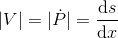 |V| = |Ṗ| = ds/dx